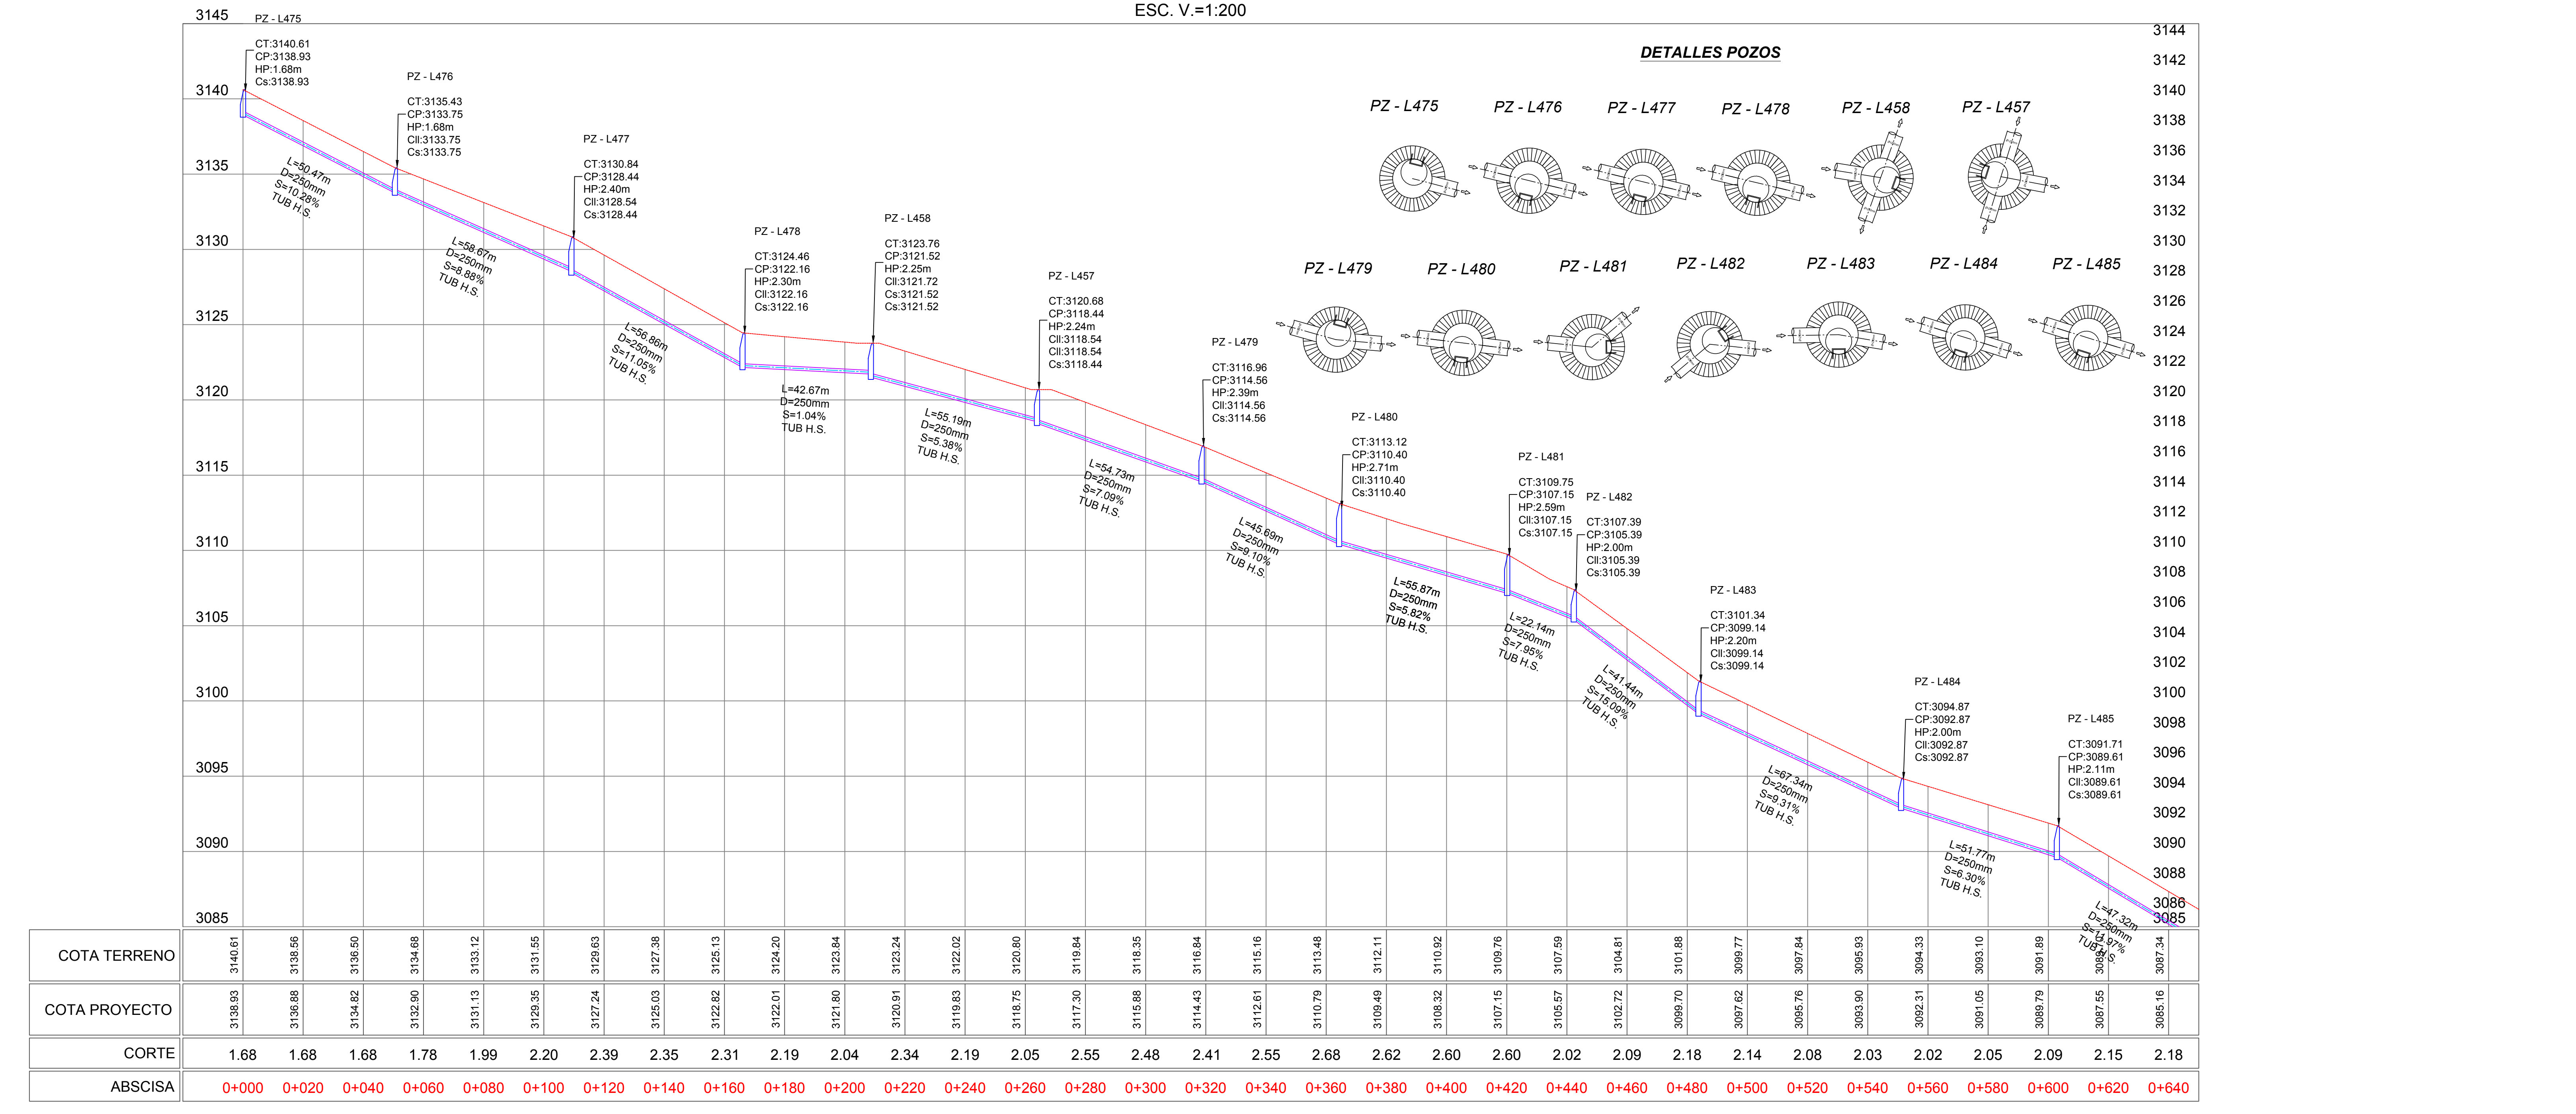 ESC. V.=1:200
3145
3140
3135
3130
3125
3120
3115
3110
3105
3100
3095
3090
3085
PZ - L475
CT:3140.61
CP:3138.93
HP:1.68m
Cs:3138.93
PZ - L476
CT:3135.43
CP:3133.75
HP:1.68m
Cll:3133.75
Cs:3133.75
PZ - L477
CT:3130.84
CP:3128.44
HP:2.40m
Cll:3128.54
Cs:3128.44
PZ - L478
CT:3124.46
CP:3122.16
HP:2.30m
Cll:3122.16
Cs:3122.16
PZ - L458
CT:3123.76
CP:3121.52
HP:2.25m
Cll:3121.72
Cll:3121.52
Cs:3121.52
PZ - L457
CT:3120.68
CP:3118.44
HP:2.24m
Cll:3118.54
Cll:3118.54
Cs:3118.44
PZ - L479
CT:3116.96
CP:3114.56
HP:2.39m
Cll:3114.56
Cs:3114.56
PZ - L480
CT:3113.12
CP:3110.40
HP:2.71m
Cll:3110.40
Cs:3110.40
PZ - L481
CT:3109.75
CP:3107.15
HP:2.59m
Cll:3107.15
Cs:3107.15
PZ - L482
CT:3107.39
CP:3105.39
HP:2.00m
Cll:3105.39
Cs:3105.39
PZ - L483
CT:3101.34
CP:3099.14
HP:2.20m
Cll:3099.14
Cs:3099.14
PZ - L484
CT:3094.87
CP:3092.87
HP:2.00m
Cll:3092.87
Cs:3092.87
PZ - L485
CT:3091.71
CP:3089.61
HP:2.11m
Cll:3089.61
Cs:3089.61
L=50.47m
D=250mm
S=10.28%
TUB H.S.
L=58.67m
D=250mm
S=8.88%
TUB H.S.
L=56.86m
D=250mm
S=11.05%
TUB H.S.
L=42.67m
D=250mm
S=1.04%
TUB H.S.
L=55.19m
D=250mm
S=5.38%
TUB H.S.
L=54.73m
D=250mm
S=7.09%
TUB H.S.
L=45.69m
D=250mm
S=9.10%
TUB H.S.
L=55.87m
D=250mm
S=5.82%
TUB H.S.
L=22.14m
D=250mm
S=7.95%
TUB H.S.
L=41.44m
D=250mm
S=15.09%
TUB H.S.
L=67.34m
D=250mm
S=9.31%
TUB H.S.
L=51.77m
D=250mm
S=6.30%
TUB H.S.
L=47.32m
D=250mm
S=11.97%
TUB H.S.
DETALLES POZOS
PZ - L475 PZ - L476 PZ - L477 PZ - L478 PZ - L458 PZ - L457
PZ - L479 PZ - L480 PZ - L481 PZ - L482 PZ - L483 PZ - L484 PZ - L485
3144
3142
3140
3138
3136
3134
3132
3130
3128
3126
3124
3122
3120
3118
3116
3114
3112
3110
3108
3106
3104
3102
3100
3098
3096
3094
3092
3090
3088
3086
3085
COTA TERRENO 3140.61 3138.56 3136.50 3134.68 3133.12 3131.55 3129.63 3127.38 3125.13 3124.20 3123.84 3123.24 3122.02 3120.80 3119.84 3118.35 3116.84 3115.16 3113.48 3112.11 3110.92 3109.76 3107.59 3104.81 3101.88 3099.77 3097.84 3095.93 3094.33 3093.10 3091.89 3087.34
COTA PROYECTO 3138.93 3136.88 3134.82 3132.90 3131.13 3129.35 3127.24 3125.03 3122.82 3122.01 3121.80 3120.91 3119.83 3118.75 3117.30 3115.88 3114.43 3112.61 3110.79 3109.49 3108.32 3107.15 3105.57 3102.72 3099.70 3097.62 3095.76 3093.90 3092.31 3091.05 3089.79 3087.55 3085.16
CORTE 1.68 1.68 1.68 1.78 1.99 2.20 2.39 2.35 2.31 2.19 2.04 2.34 2.19 2.05 2.55 2.48 2.41 2.55 2.68 2.62 2.60 2.60 2.02 2.09 2.18 2.14 2.08 2.03 2.02 2.05 2.09 2.15 2.18
ABSCISA 0+000 0+020 0+040 0+060 0+080 0+100 0+120 0+140 0+160 0+180 0+200 0+220 0+240 0+260 0+280 0+300 0+320 0+340 0+360 0+380 0+400 0+420 0+440 0+460 0+480 0+500 0+520 0+540 0+560 0+580 0+600 0+620 0+640